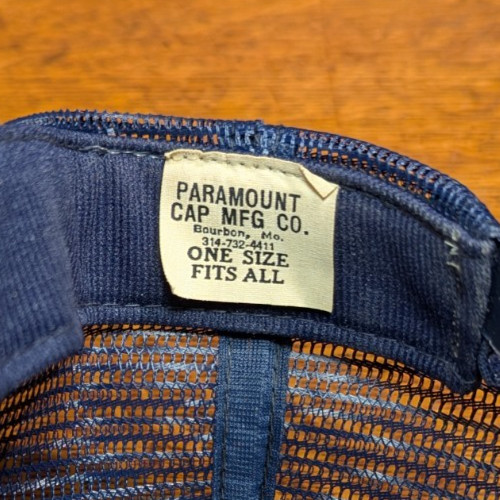 PARAMOUNT
CAP MFG CO.
Bourbon, Mo.
314-732-4411
ONE SIZE
FITS ALL